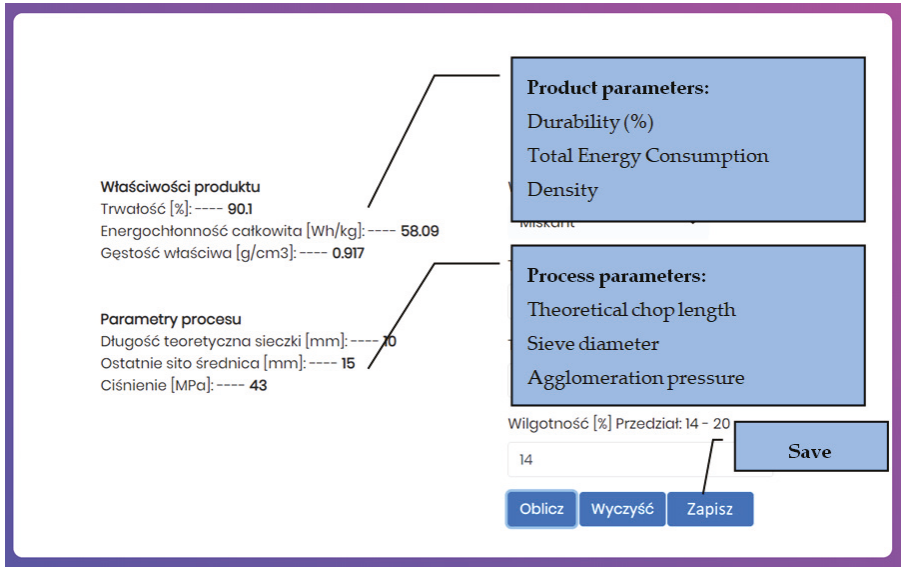 Właściwości produktu
Trwałość [%]: ---- 90.1
Energochłonność całkowita [Wh/kg]: ---- 58.09
Gęstość właściwa [g/cm3]: ---- 0.917
Parametry procesu
Długość teoretyczna sieczki [mm]: ---- 10
Ostatnie sito średnica [mm]: ---- 15
Ciśnienie [MPa]: ---- 43
Product parameters:
Durability (%)
Total Energy Consumption
Density
Miskant
Process parameters:
Theoretical chop length
Sieve diameter
Agglomeration pressure
Wilgotność [%] Przedział: 14 - 20
Save
14
Oblicz Wyczyść Zapisz